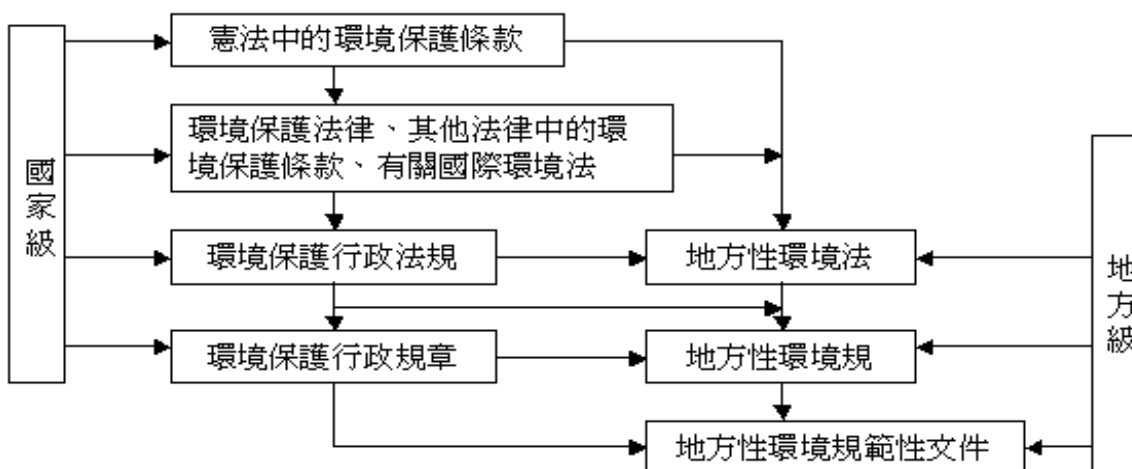 憲法中的環境保護條款
環境保護法律、其他法律中的環
境保護條款、有關國際環境法
國家級
環境保護行政法規
地方性環境法
地方級
環境保護行政規章
地方性環境規
地方性環境規範性文件